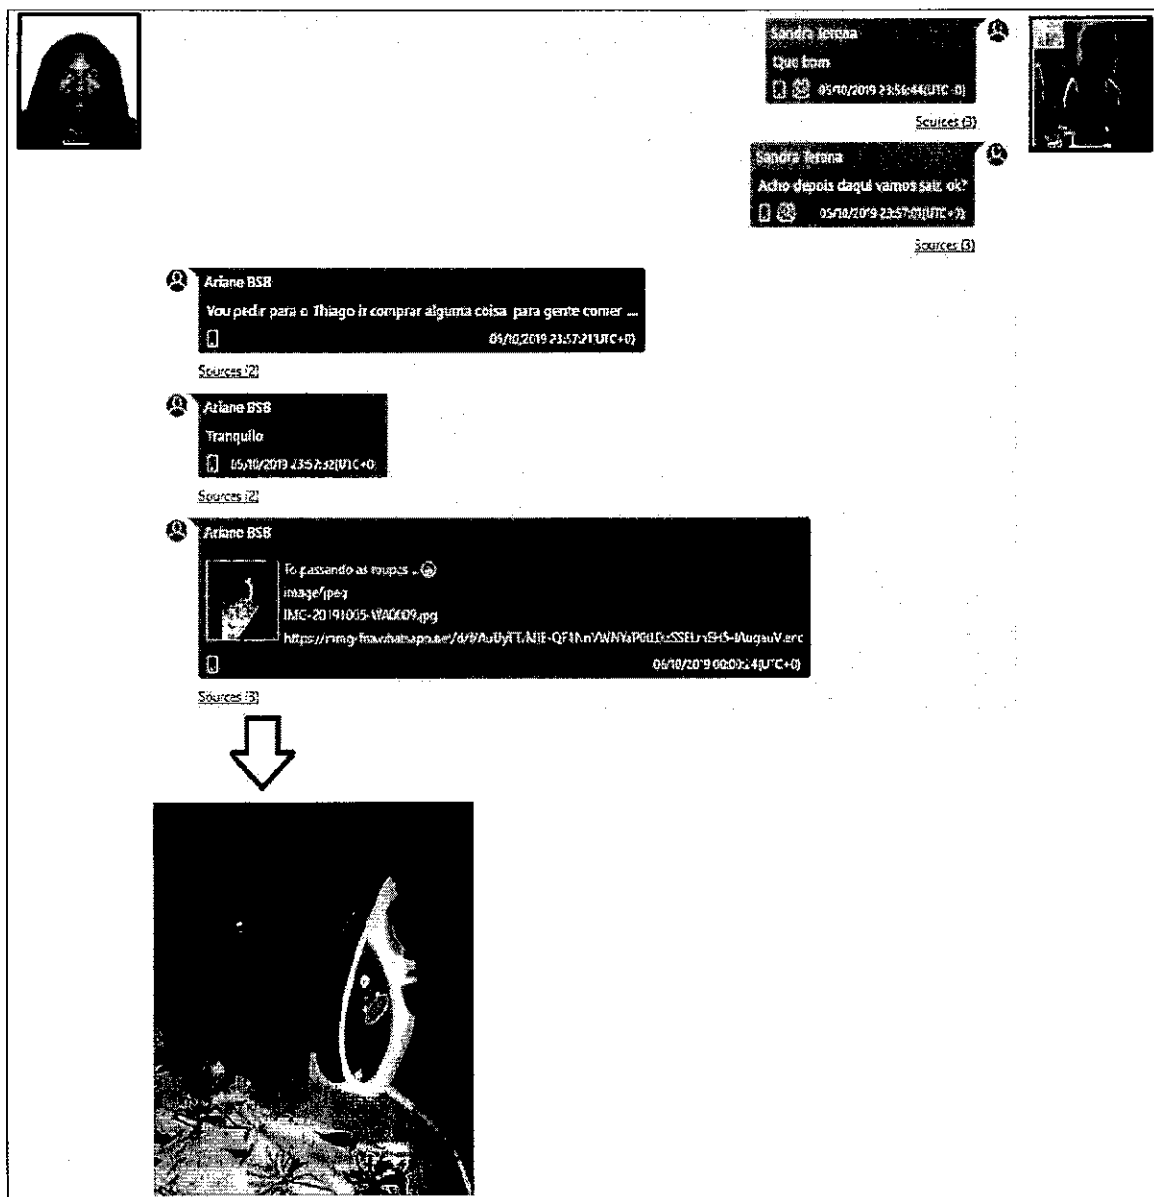 Sandra Terena
Que bom
05/10/2019 23:56:44(UTC+0)
Sources (3)
Sandra Terena
Acho depois daqui vamos sair, ok?
05/10/2019 23:57:01(UTC+0)
Sources (3)
Ariane BSB
Vou pedir para o Thiago ir comprar alguma coisa para gente comer ....
05/10/2019 23:57:21(UTC+0)
Sources (2)
Ariane BSB
Tranquilo
05/10/2019 23:57:32(UTC+0)
Sources (2)
Ariane BSB
To passando as roupas ..
image/jpeg
IMG-20191005-WA0009.jpg
06/10/2019 (UTC+0)
Sources (3)